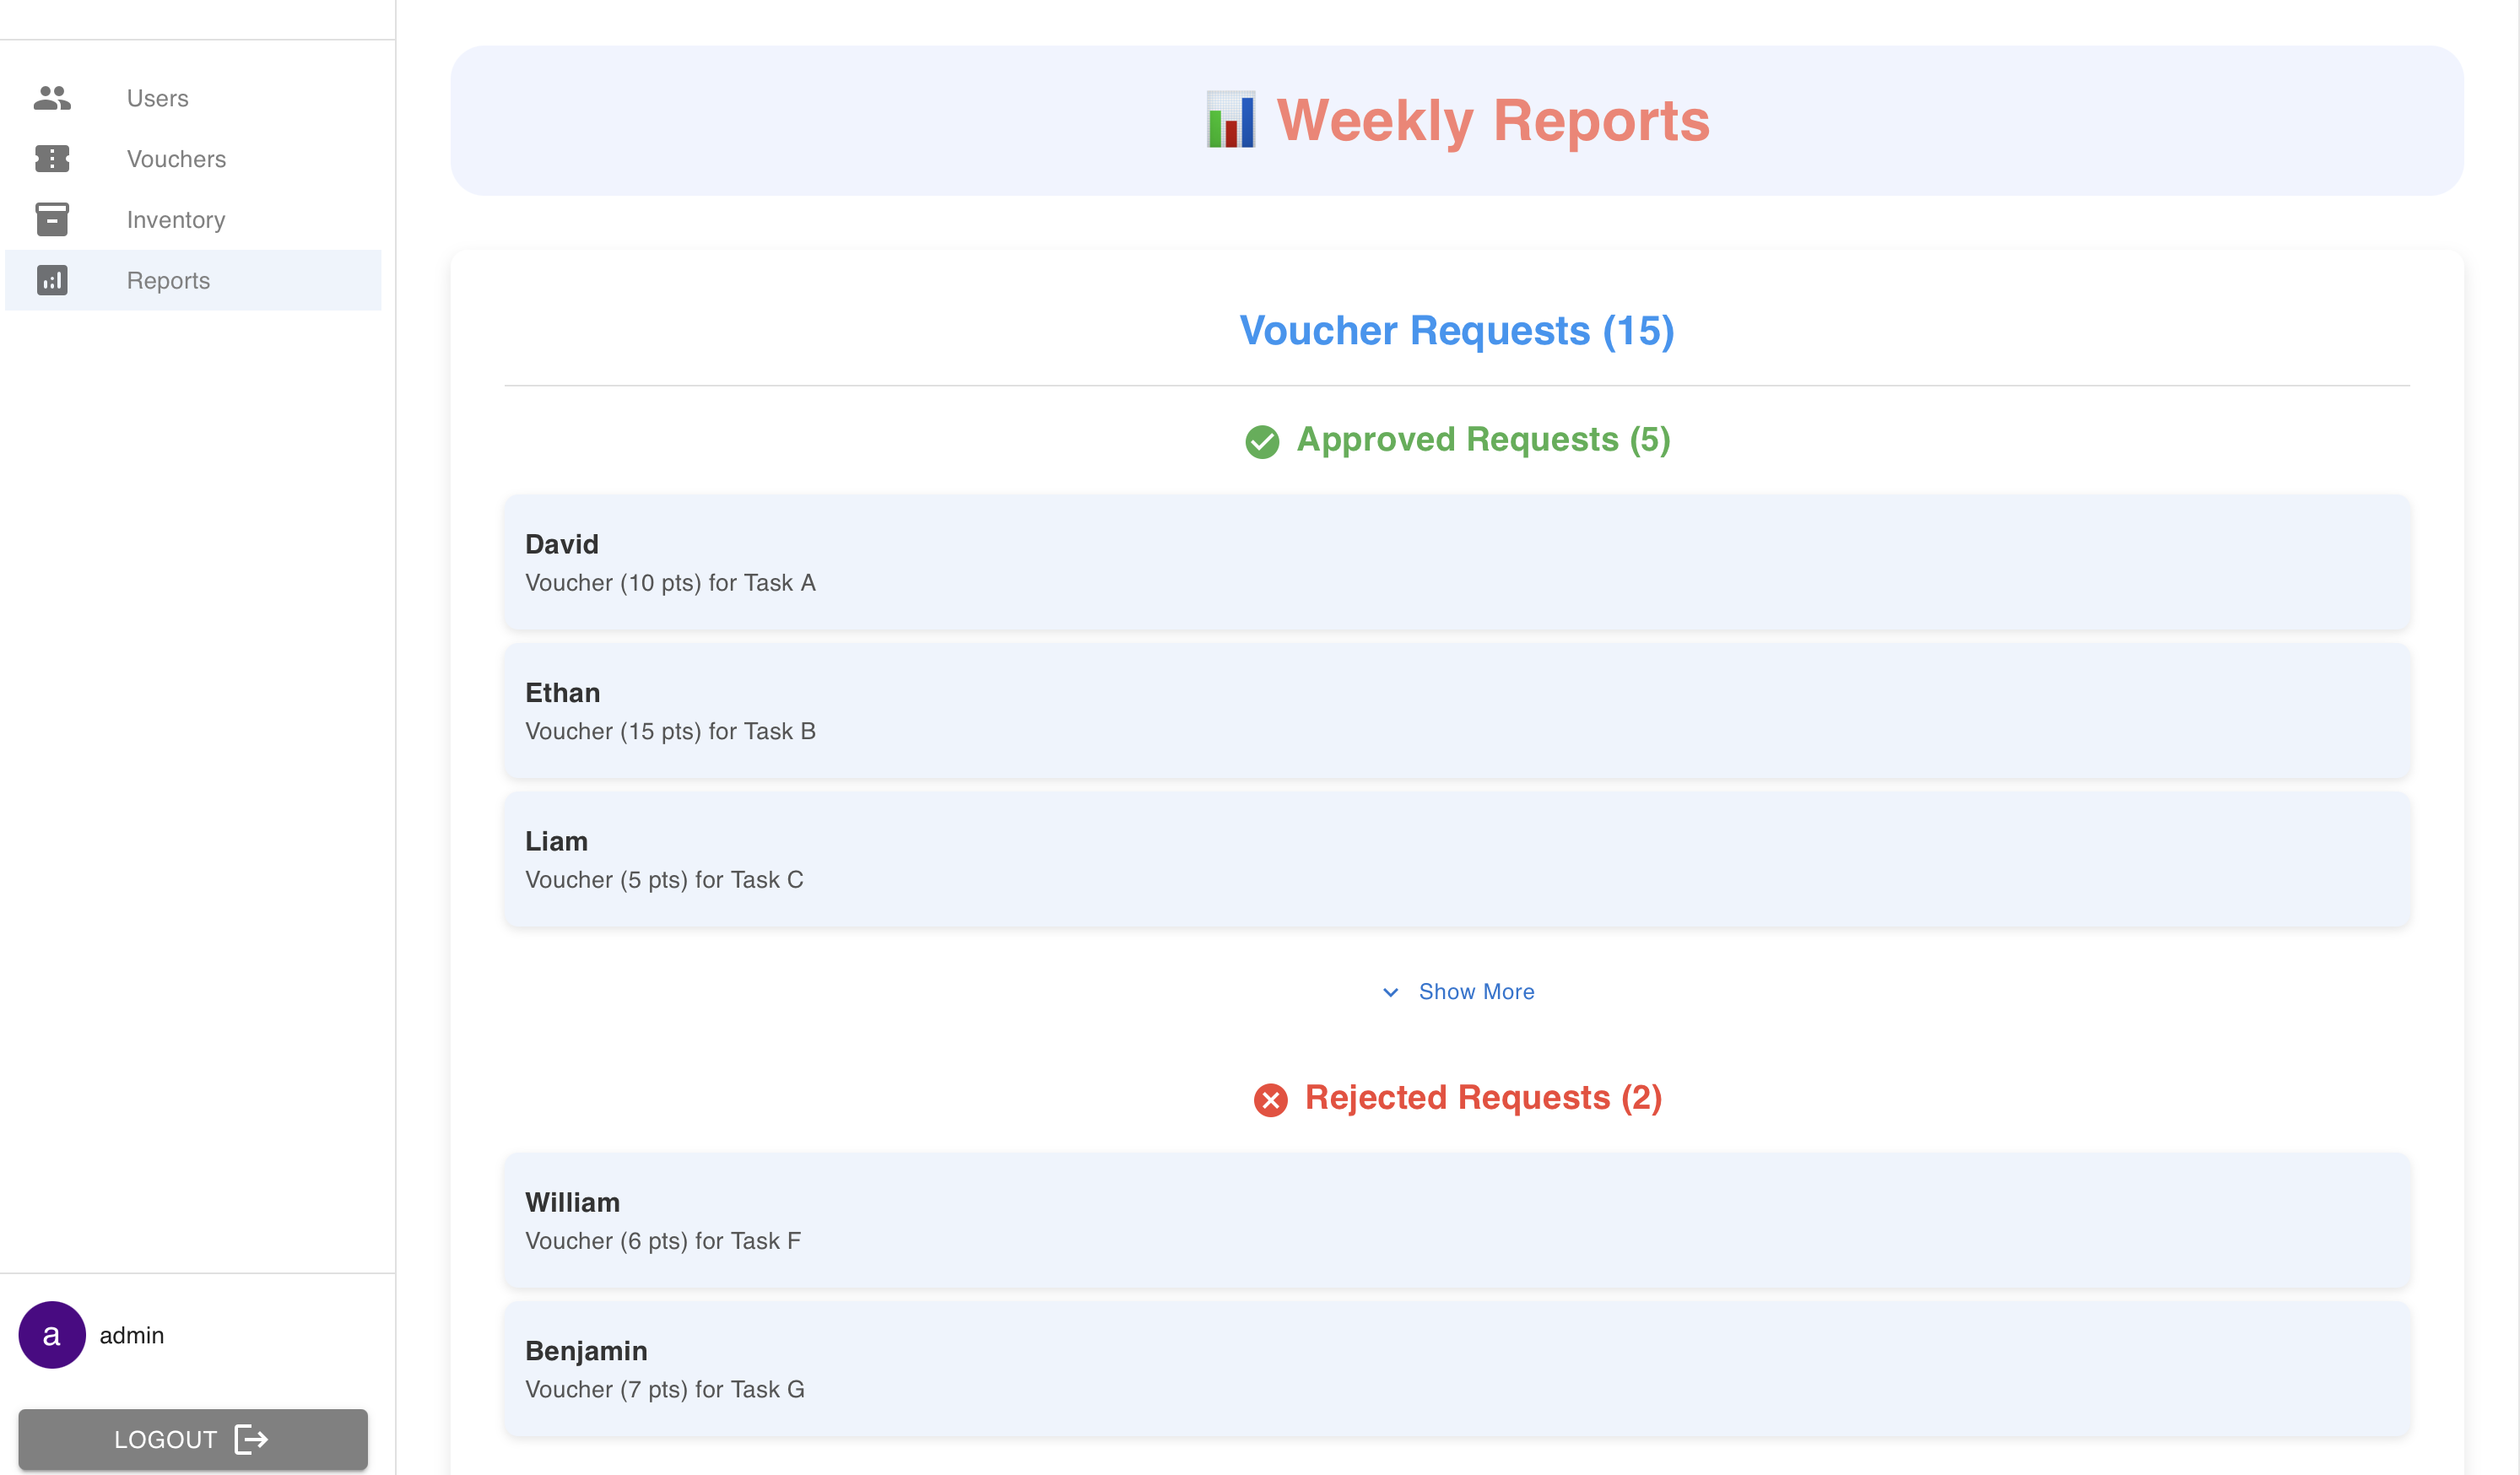 Users
Vouchers
Inventory
Reports
a
admin
LOGOUT
Weekly Reports
Voucher Requests (15)
Approved Requests (5)
David
Voucher (10 pts) for Task A
Ethan
Voucher (15 pts) for Task B
Liam
Voucher (5 pts) for Task C
Show More
Rejected Requests (2)
William
Voucher (6 pts) for Task F
Benjamin
Voucher (7 pts) for Task G